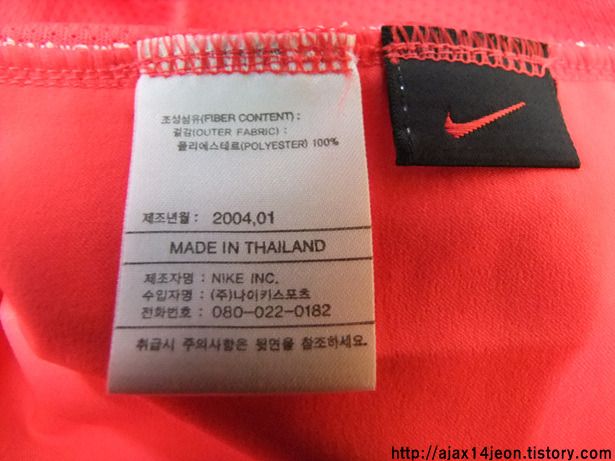 조성섬유(FIBER CONTENT) :
겉감(OUTER FABRIC) :
폴리에스테르(POLYESTER) 100%
제조년월 : 2004,01
MADE IN THAILAND
제조자명 : NIKE INC.
수입자명 : (주)나이키스포츠
전화번호 : 080-022-0182
취급시 주의사항은 뒷면을 참조하세요.
http://ajax14jeon.tistory.com